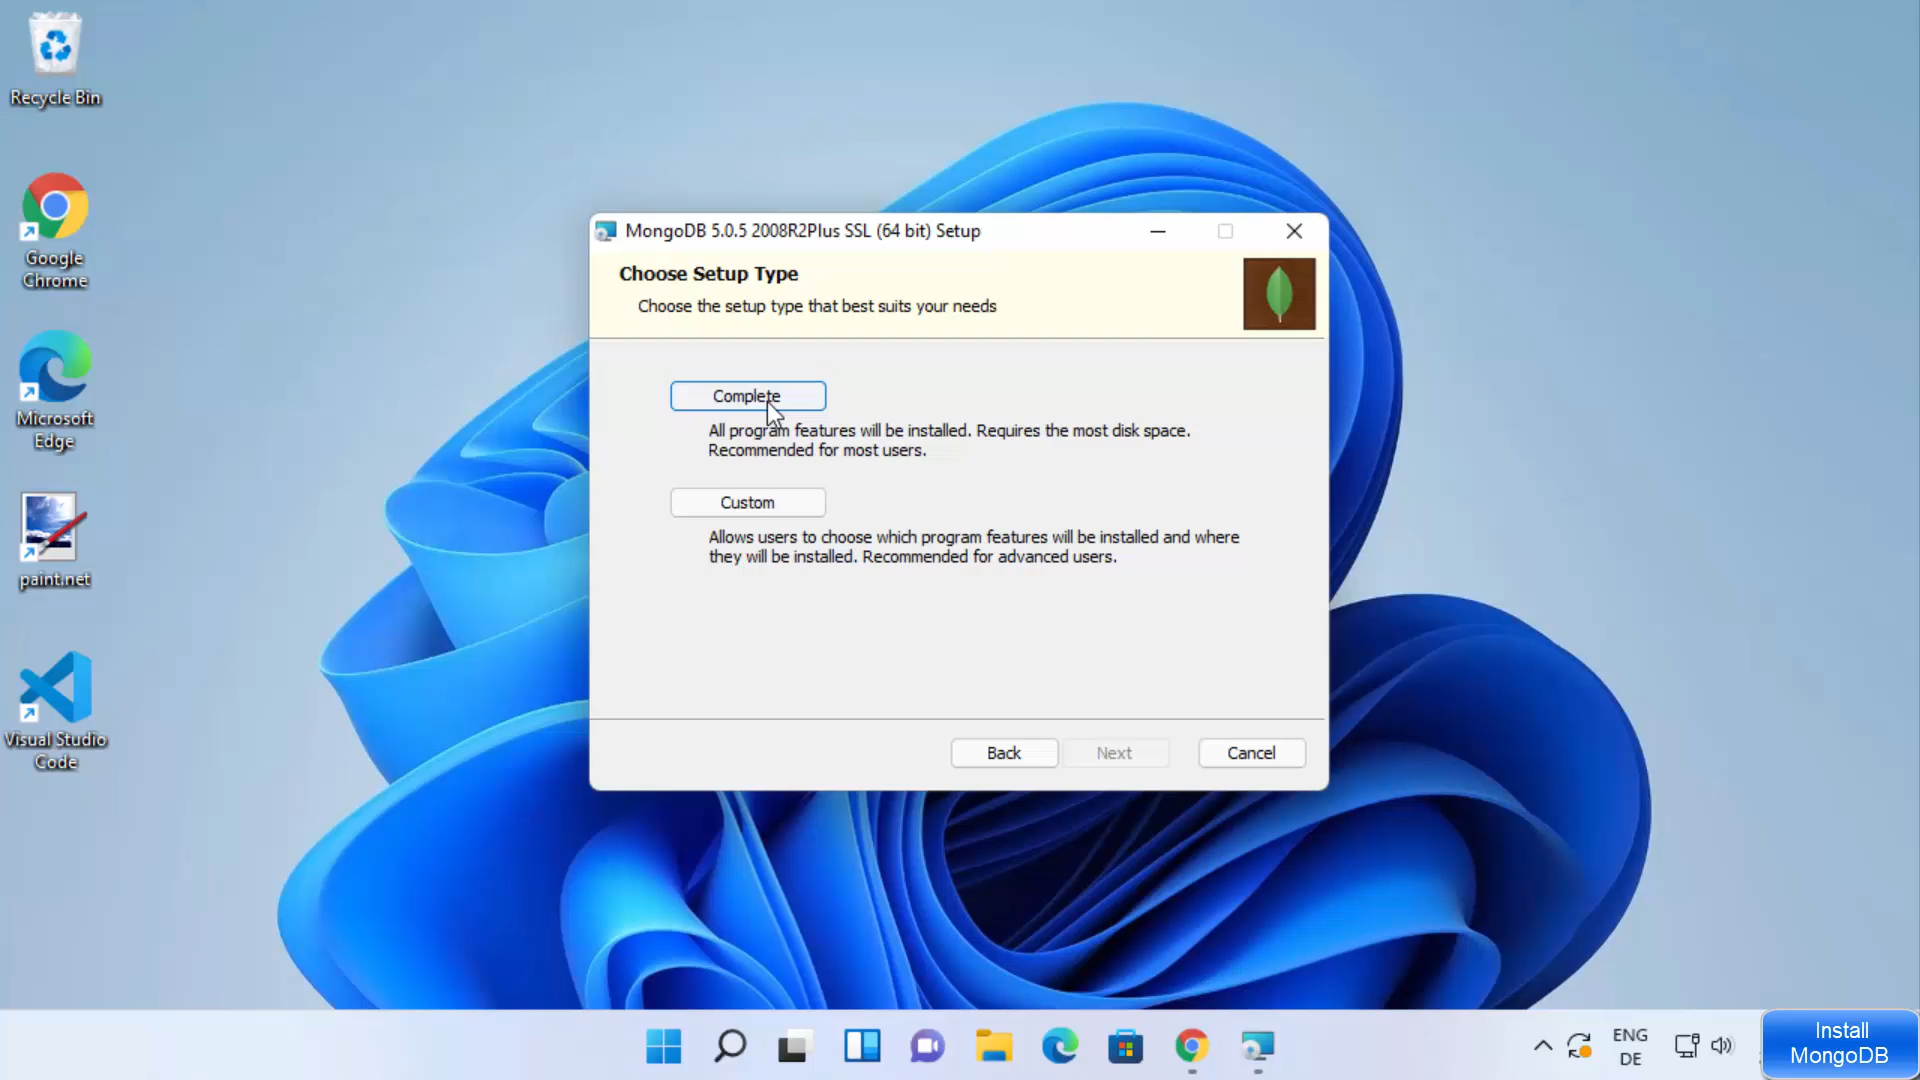 Recycle Bin
Google
Chrome
Microsoft
Edge
paint.net
Visual Studio
Code
MongoDB 5.0.5 2008R2Plus SSL (64 bit) Setup
Choose Setup Type
Choose the setup type that best suits your needs
Complete
All program features will be installed. Requires the most disk space.
Recommended for most users.
Custom
Allows users to choose which program features will be installed and where
they will be installed. Recommended for advanced users.
Back
Next
Cancel
ENG
DE
Install
MongoDB